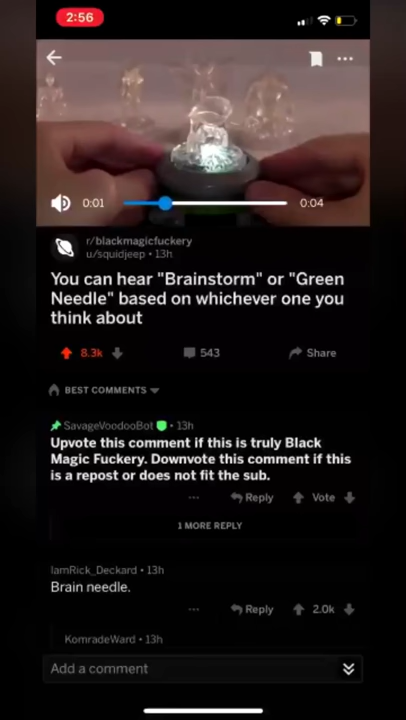 2:56
0:01
0:04
r/blackmagicfuckery
u/squidjeep • 13h
You can hear "Brainstorm" or "Green
Needle" based on whichever one you
think about
8.3k
543
Share
BEST COMMENTS
SavageVoodooBot • 13h
Upvote this comment if this is truly Black
Magic Fuckery. Downvote this comment if this
is a repost or does not fit the sub.
Reply
Vote
1 MORE REPLY
IamRick_Deckard • 13h
Brain needle.
Reply
2.0k
KomradeWard • 13h
Add a comment